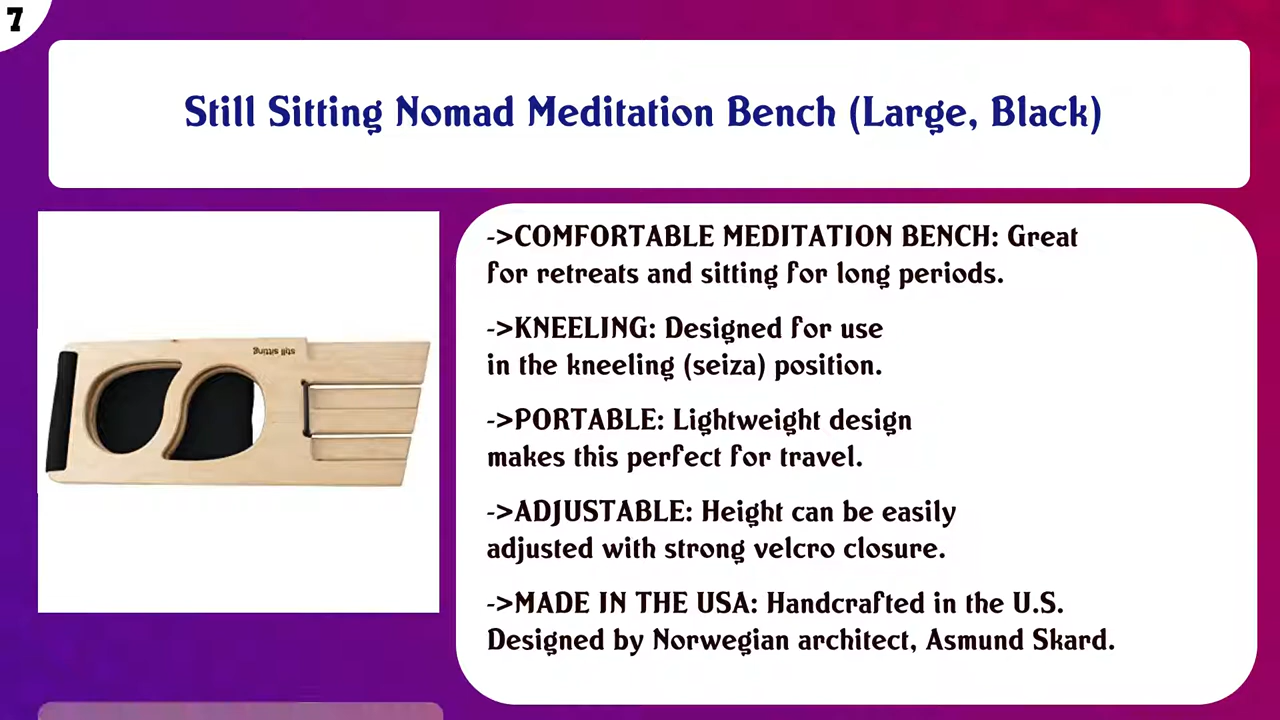 7
Still Sitting Nomad Meditation Bench (Large, Black)
still sitting
->COMFORTABLE MEDITATION BENCH: Great
for retreats and sitting for long periods.
->KNEELING: Designed for use
in the kneeling (seiza) position.
->PORTABLE: Lightweight design
makes this perfect for travel.
->ADJUSTABLE: Height can be easily
adjusted with strong velcro closure.
->MADE IN THE USA: Handcrafted in the U.S.
Designed by Norwegian architect, Asmund Skard.